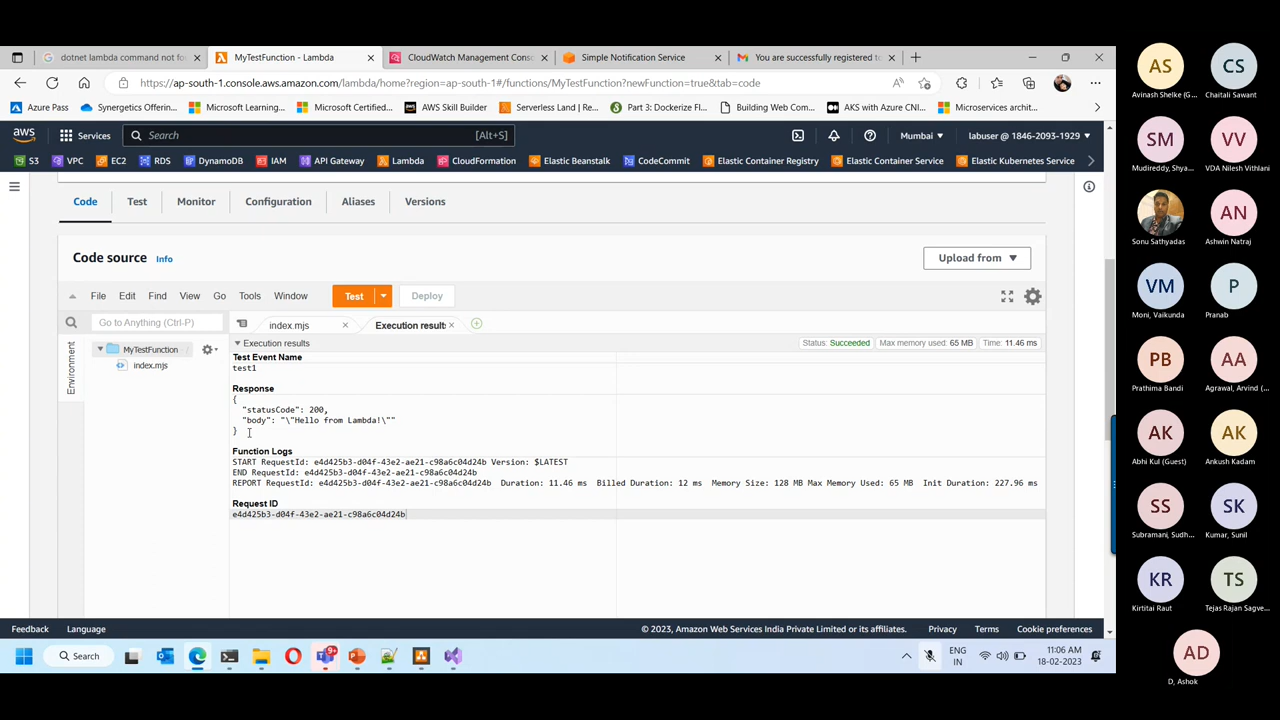 dotnet lambda command not fo
MyTestFunction - Lambda
CloudWatch Management Cons
Simple Notification Service
You are successfully registered to
https://ap-south-1.console.aws.amazon.com/lambda/home?region=ap-south-1#/functions/MyTestFunction?newFunction=true&tab=code
Azure Pass
Synergetics Offerin...
Microsoft Learning...
Microsoft Certified...
AWS Skill Builder
Serverless Land | Re...
Part 3: Dockerize Fl...
Building Web Com...
AKS with Azure CNI...
Microservices archit...
aws
Services
Search
[Alt+S]
Mumbai
labuser @ 1846-2093-1929
S3
VPC
EC2
RDS
DynamoDB
IAM
API Gateway
Lambda
CloudFormation
Elastic Beanstalk
CodeCommit
Elastic Container Registry
Elastic Container Service
Elastic Kubernetes Service
Code
Test
Monitor
Configuration
Aliases
Versions
Code source
Info
Upload from
File
Edit
Find
View
Go
Tools
Window
Test
Deploy
Go to Anything (Ctrl-P)
index.mjs
Execution result
Environment
MyTestFunction
index.mjs
Execution results
Status: Succeeded
Max memory used: 65 MB
Time: 11.46 ms
Test Event Name
test1
Response
{
"statusCode": 200,
"body": "\"Hello from Lambda!\""
}
Function Logs
START RequestId: e4d425b3-d04f-43e2-ae21-c98a6c04d24b Version: $LATEST
END RequestId: e4d425b3-d04f-43e2-ae21-c98a6c04d24b
REPORT RequestId: e4d425b3-d04f-43e2-ae21-c98a6c04d24b Duration: 11.46 ms Billed Duration: 12 ms Memory Size: 128 MB Max Memory Used: 65 MB Init Duration: 227.96 ms
Request ID
e4d425b3-d04f-43e2-ae21-c98a6c04d24b
Feedback
Language
© 2023, Amazon Web Services India Private Limited or its affiliates.
Privacy
Terms
Cookie preferences
Search
9+
ENG
IN
11:06 AM
18-02-2023
AS
Avinash Shelke (G...
CS
Chaitali Sawant
SM
Mudireddy, Shya...
VV
VDA Nilesh Vithlani
Sonu Sathyadas
AN
Ashwin Natraj
VM
Moni, Vaikunda
P
Pranab
PB
Prathima Bandi
AA
Agrawal, Arvind (...
AK
Abhi Kul (Guest)
AK
Ankush Kadam
SS
Subramani, Sudh...
SK
Kumar, Sunil
KR
Kirtitai Raut
TS
Tejas Rajan Sagve...
AD
D, Ashok